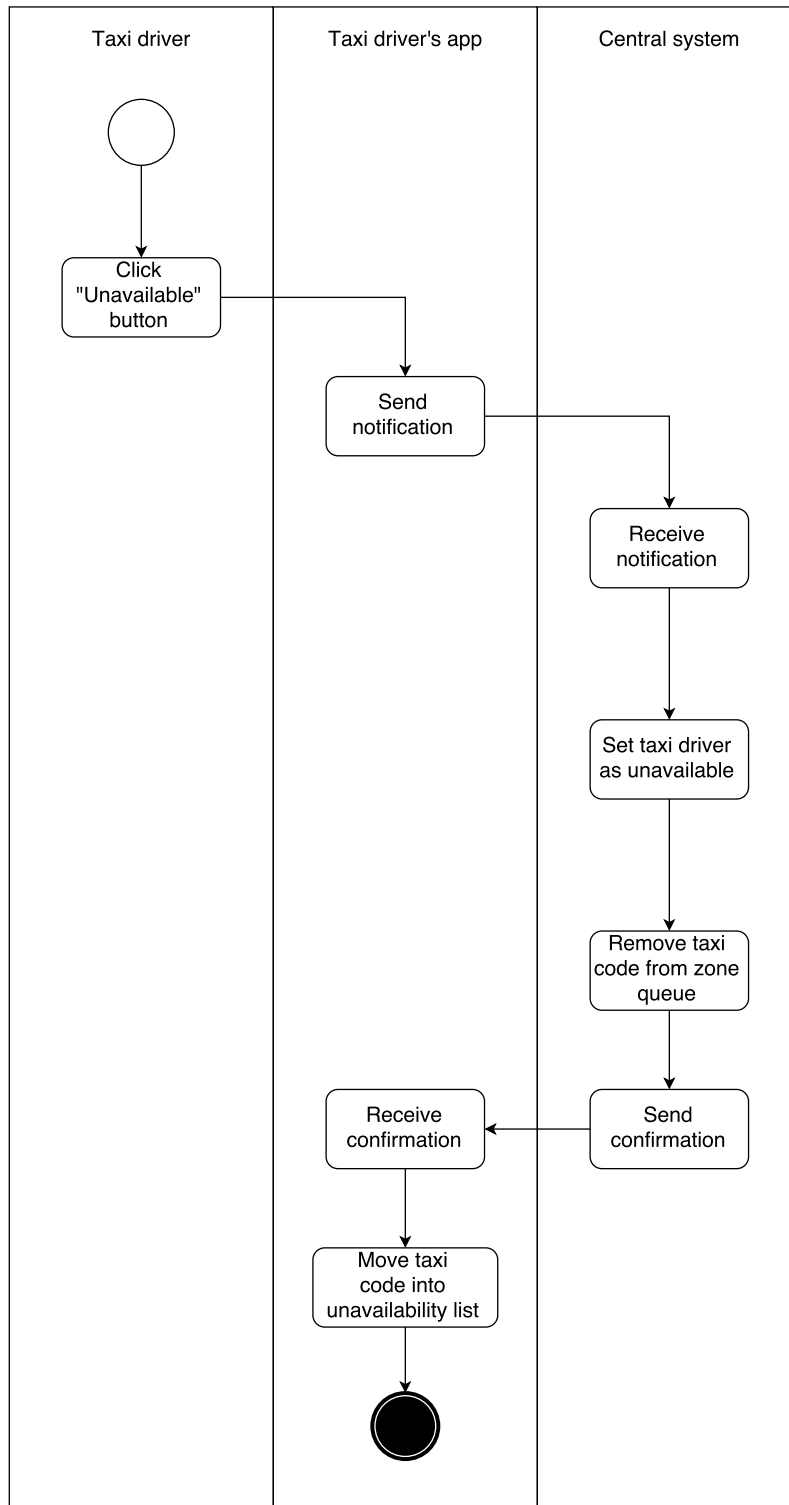 Taxi driver
Taxi driver's app
Central system
Click
"Unavailable"
button
Send
notification
Receive
notification
Set taxi driver
as unavailable
Remove taxi
code from zone
queue
Receive
confirmation
Send
confirmation
Move taxi
code into
unavailability list